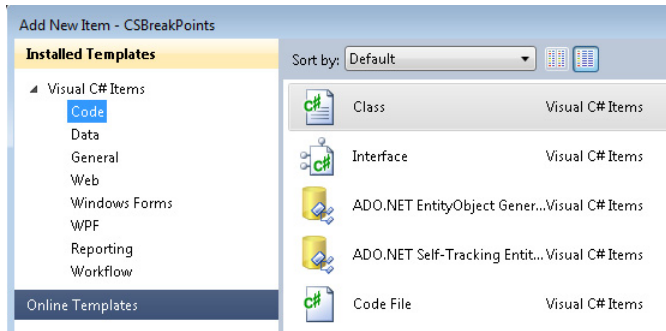 Add New Item - CSBreakPoints
Installed Templates
Visual C# Items
Code
Data
General
Web
Windows Forms
WPF
Reporting
Workflow
Online Templates
Sort by: Default
Class Visual C# Items
Interface Visual C# Items
ADO.NET EntityObject Gener...Visual C# Items
ADO.NET Self-Tracking Entit... Visual C# Items
Code File Visual C# Items